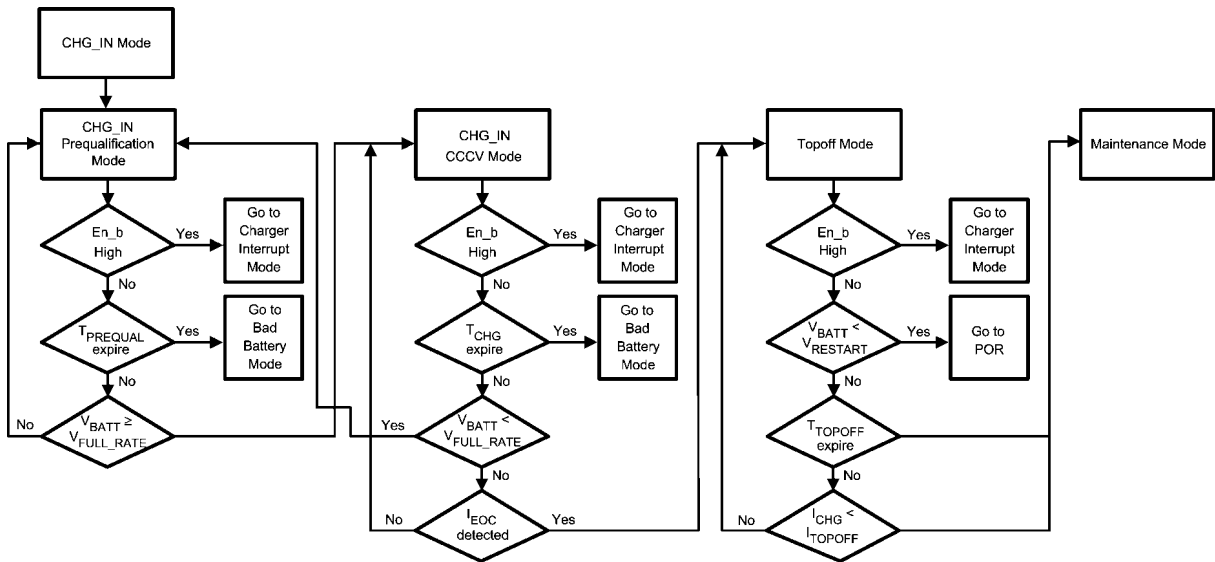 CHG_IN Mode
CHG_IN
Prequalification
Mode
En_b
High
Yes
Go to
Charger
Interrupt
Mode
No
TPREQUAL
expire
Yes
Go to
Bad
Battery
Mode
No
VBATT ≥
VFULL_RATE
No
CHG_IN
CCCV Mode
En_b
High
Yes
Go to
Charger
Interrupt
Mode
No
TCHG
expire
Yes
Go to
Bad
Battery
Mode
No
VBATT <
VFULL_RATE
Yes
No
IEOC
detected
No
Yes
Topoff Mode
En_b
High
Yes
Go to
Charger
Interrupt
Mode
No
VBATT <
VRESTART
Yes
Go to
POR
No
TTOPOFF
expire
No
ICHG <
ITOPOFF
No
Maintenance Mode